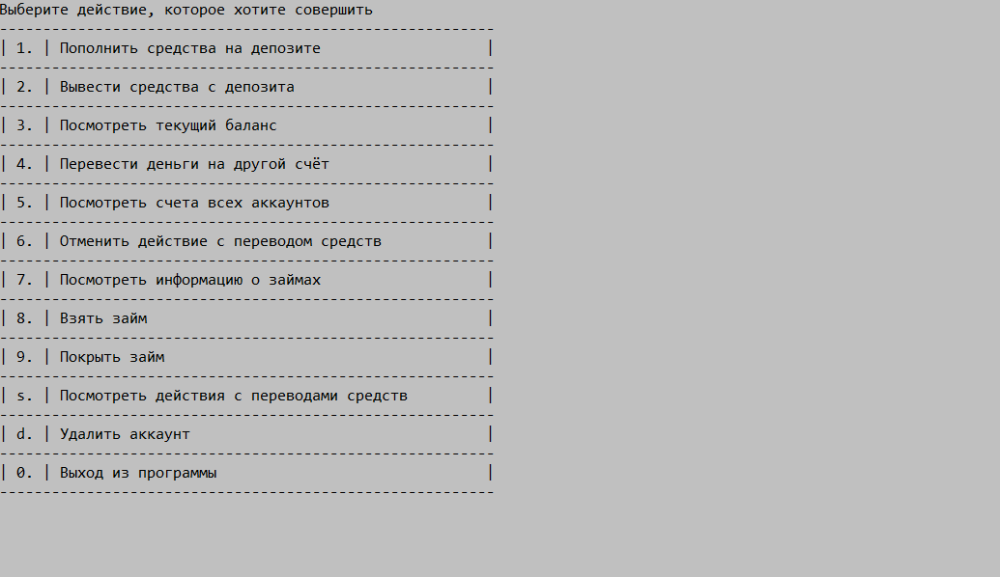 Выберите действие, которое хотите совершить
---------------------------------------------------------
| 1. | Пополнить средства на депозите                   |
---------------------------------------------------------
| 2. | Вывести средства с депозита                      |
---------------------------------------------------------
| 3. | Посмотреть текущий баланс                        |
---------------------------------------------------------
| 4. | Перевести деньги на другой счёт                  |
---------------------------------------------------------
| 5. | Посмотреть счета всех аккаунтов                  |
---------------------------------------------------------
| 6. | Отменить действие с переводом средств            |
---------------------------------------------------------
| 7. | Посмотреть информацию о займах                   |
---------------------------------------------------------
| 8. | Взять займ                                       |
---------------------------------------------------------
| 9. | Покрыть займ                                     |
---------------------------------------------------------
| s. | Посмотреть действия с переводами средств         |
---------------------------------------------------------
| d. | Удалить аккаунт                                  |
---------------------------------------------------------
| 0. | Выход из программы                               |
---------------------------------------------------------